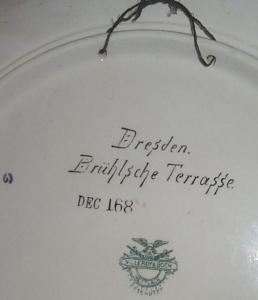 Dresden.
Brühlsche Terrasse.
DEC 168